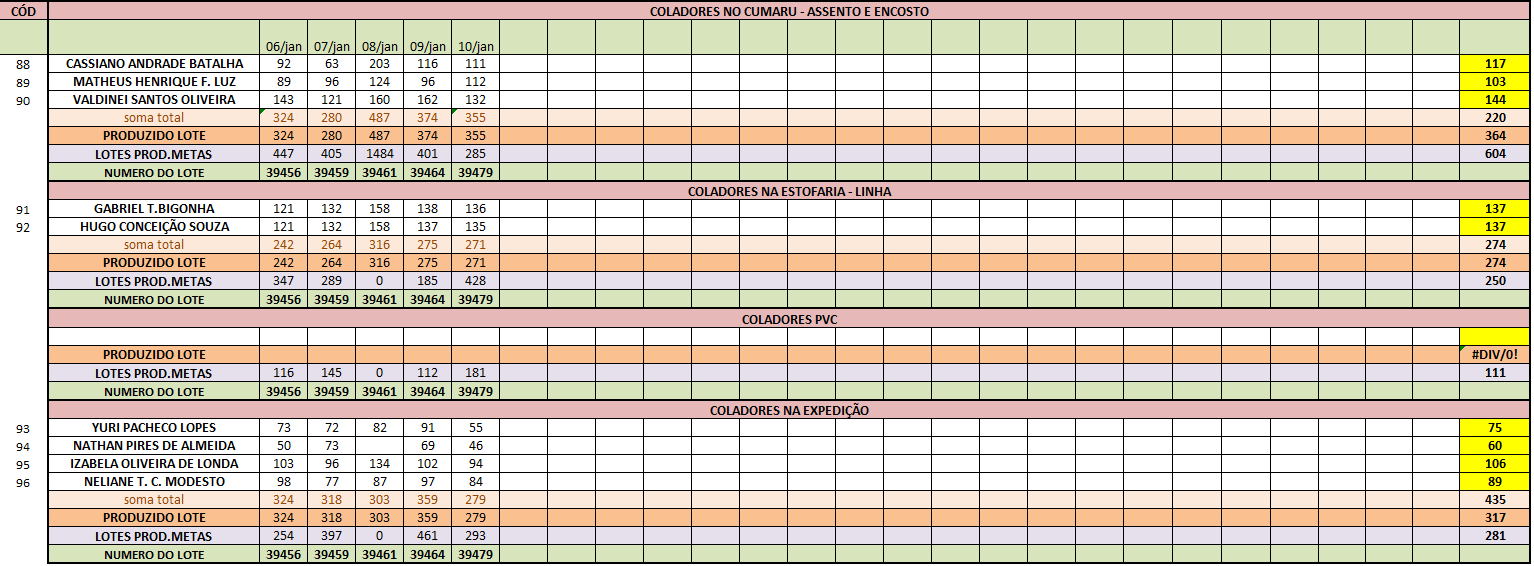 CÓD COLADORES NO CUMARU - ASSENTO E ENCOSTO
06/jan 07/jan 08/jan 09/jan 10/jan
88 CASSIANO ANDRADE BATALHA 92 63 203 116 111 117
89 MATHEUS HENRIQUE F. LUZ 89 96 124 96 112 103
90 VALDINEI SANTOS OLIVEIRA 143 121 160 162 132 144
soma total 324 280 487 374 355 220
PRODUZIDO LOTE 324 280 487 374 355 364
LOTES PROD.METAS 447 405 1484 401 285 604
NUMERO DO LOTE 39456 39459 39461 39464 39479
COLADORES NA ESTOFARIA - LINHA
91 GABRIEL T.BIGONHA 121 132 158 138 136 137
92 HUGO CONCEIÇÃO SOUZA 121 132 158 137 135 137
soma total 242 264 316 275 271 274
PRODUZIDO LOTE 242 264 316 275 271 274
LOTES PROD.METAS 347 289 0 185 428 250
NUMERO DO LOTE 39456 39459 39461 39464 39479
COLADORES PVC
PRODUZIDO LOTE #DIV/0!
LOTES PROD.METAS 116 145 0 112 181 111
NUMERO DO LOTE 39456 39459 39461 39464 39479
COLADORES NA EXPEDIÇÃO
93 YURI PACHECO LOPES 73 72 82 91 55 75
94 NATHAN PIRES DE ALMEIDA 50 73 69 46 60
95 IZABELA OLIVEIRA DE LONDA 103 96 134 102 94 106
96 NELIANE T. C. MODESTO 98 77 87 97 84 89
soma total 324 318 303 359 279 435
PRODUZIDO LOTE 324 318 303 359 279 317
LOTES PROD.METAS 254 397 0 461 293 281
NUMERO DO LOTE 39456 39459 39461 39464 39479